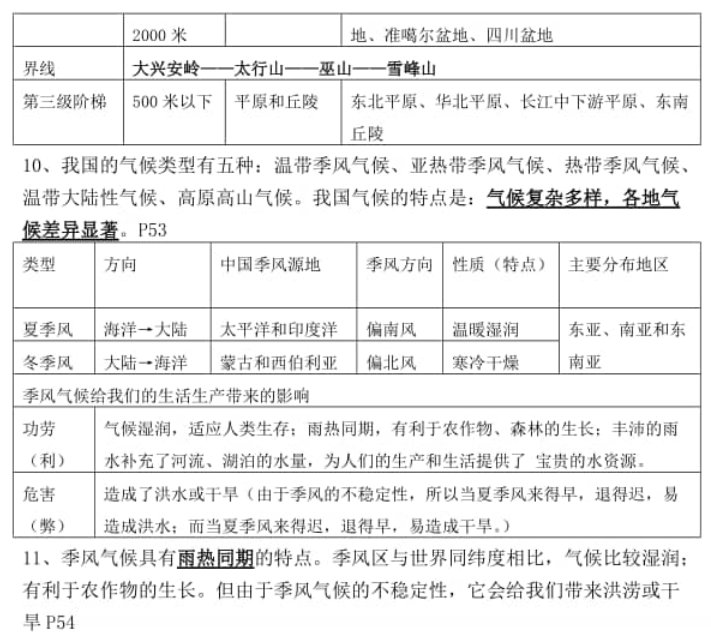 2000 米 地、准噶尔盆地、四川盆地
界线 大兴安岭——太行山——巫山——雪峰山
第三级阶梯 500 米以下 平原和丘陵 东北平原、华北平原、长江中下游平原、东南
丘陵
10、我国的气候类型有五种：温带季风气候、亚热带季风气候、热带季风气候、
温带大陆性气候、高原高山气候。我国气候的特点是：气候复杂多样，各地气
候差异显著。P53
类型 方向 中国季风源地 季风方向 性质（特点） 主要分布地区
夏季风 海洋→大陆 太平洋和印度洋 偏南风 温暖湿润 东亚、南亚和东
冬季风 大陆→海洋 蒙古和西伯利亚 偏北风 寒冷干燥 南亚
季风气候给我们的生活生产带来的影响
功劳 气候湿润，适应人类生存；雨热同期，有利于农作物、森林的生长；丰沛的雨
（利） 水补充了河流、湖泊的水量，为人们的生产和生活提供了 宝贵的水资源。
危害 造成了洪水或干旱（由于季风的不稳定性，所以当夏季风来得早，退得迟，易
（弊） 造成洪水；而当夏季风来得迟，退得早，易造成干旱。）
11、季风气候具有雨热同期的特点。季风区与世界同纬度相比，气候比较湿润；
有利于农作物的生长。但由于季风气候的不稳定性，它会给我们带来洪涝或干
旱 P54